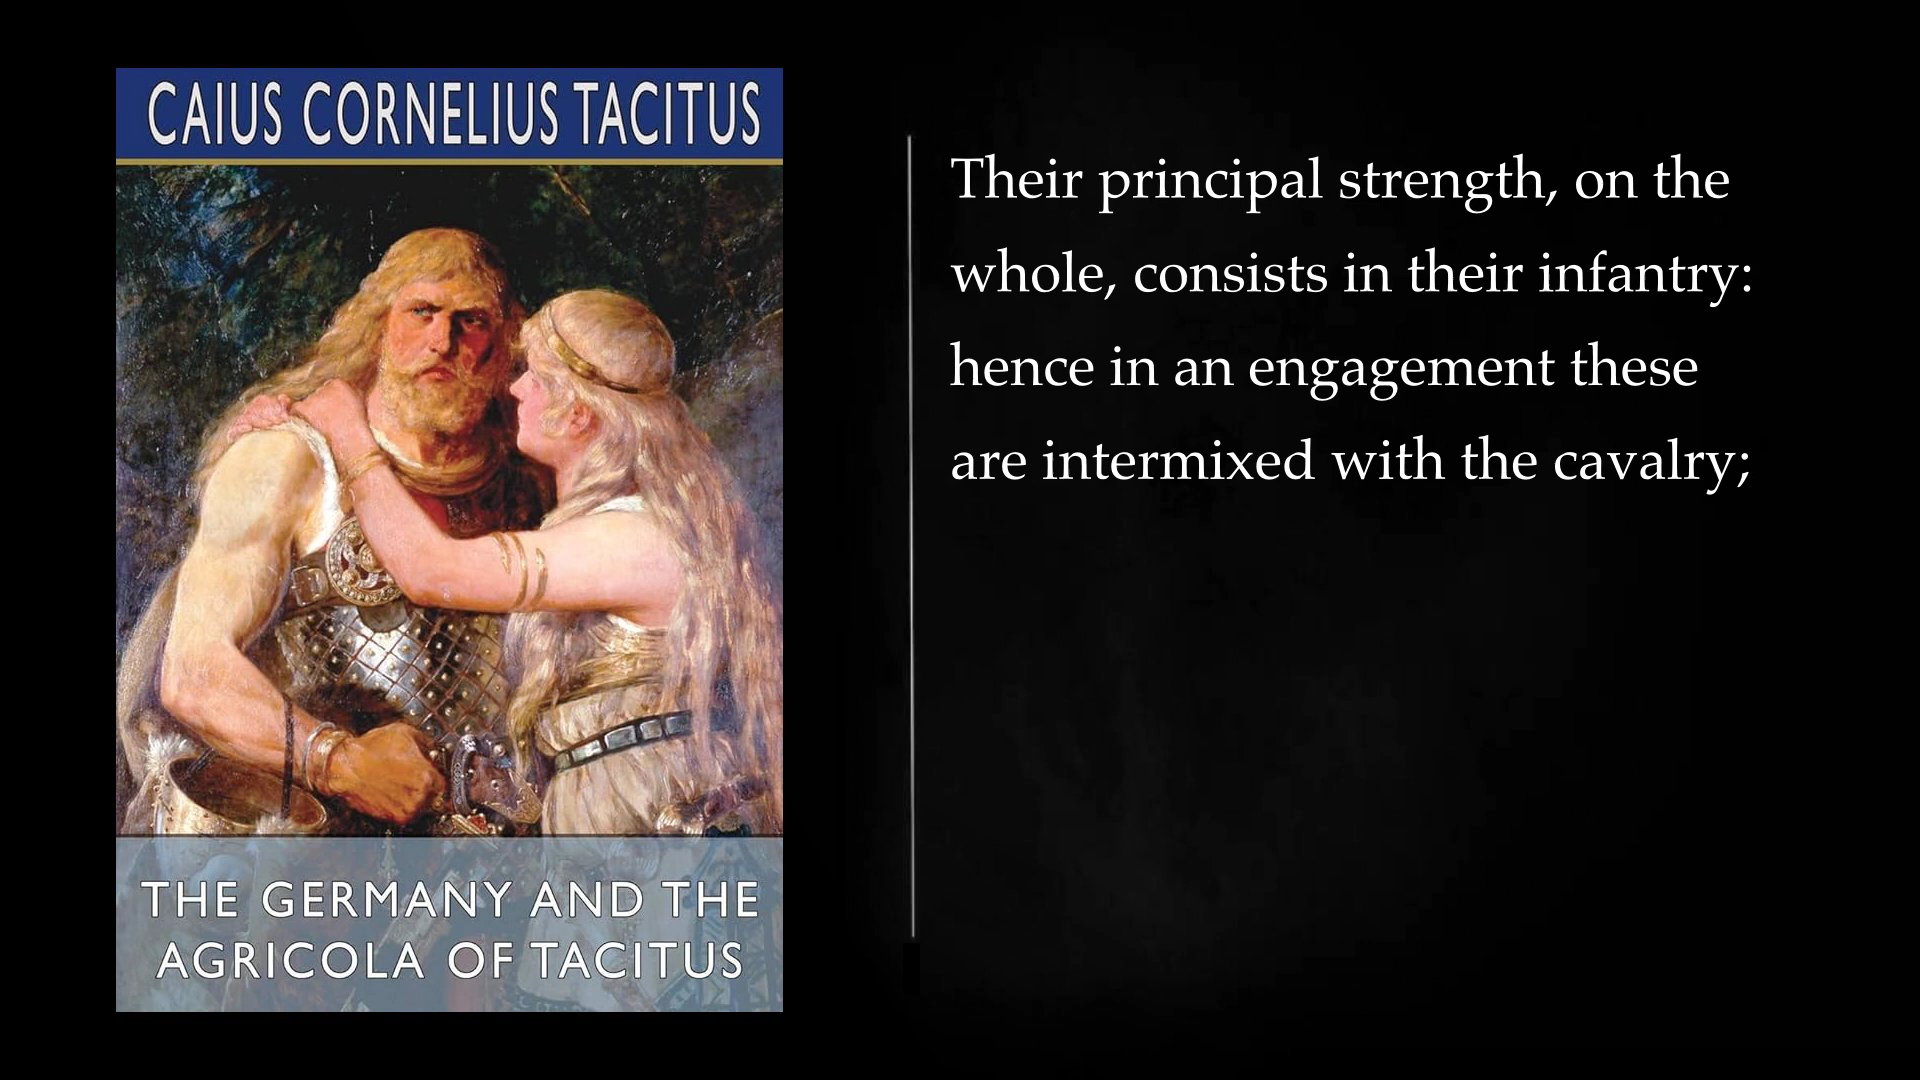 CAIUS CORNELIUS TACITUS
THE GERMANY AND THE
AGRICOLA OF TACITUS
Their principal strength, on the
whole, consists in their infantry:
hence in an engagement these
are intermixed with the cavalry;